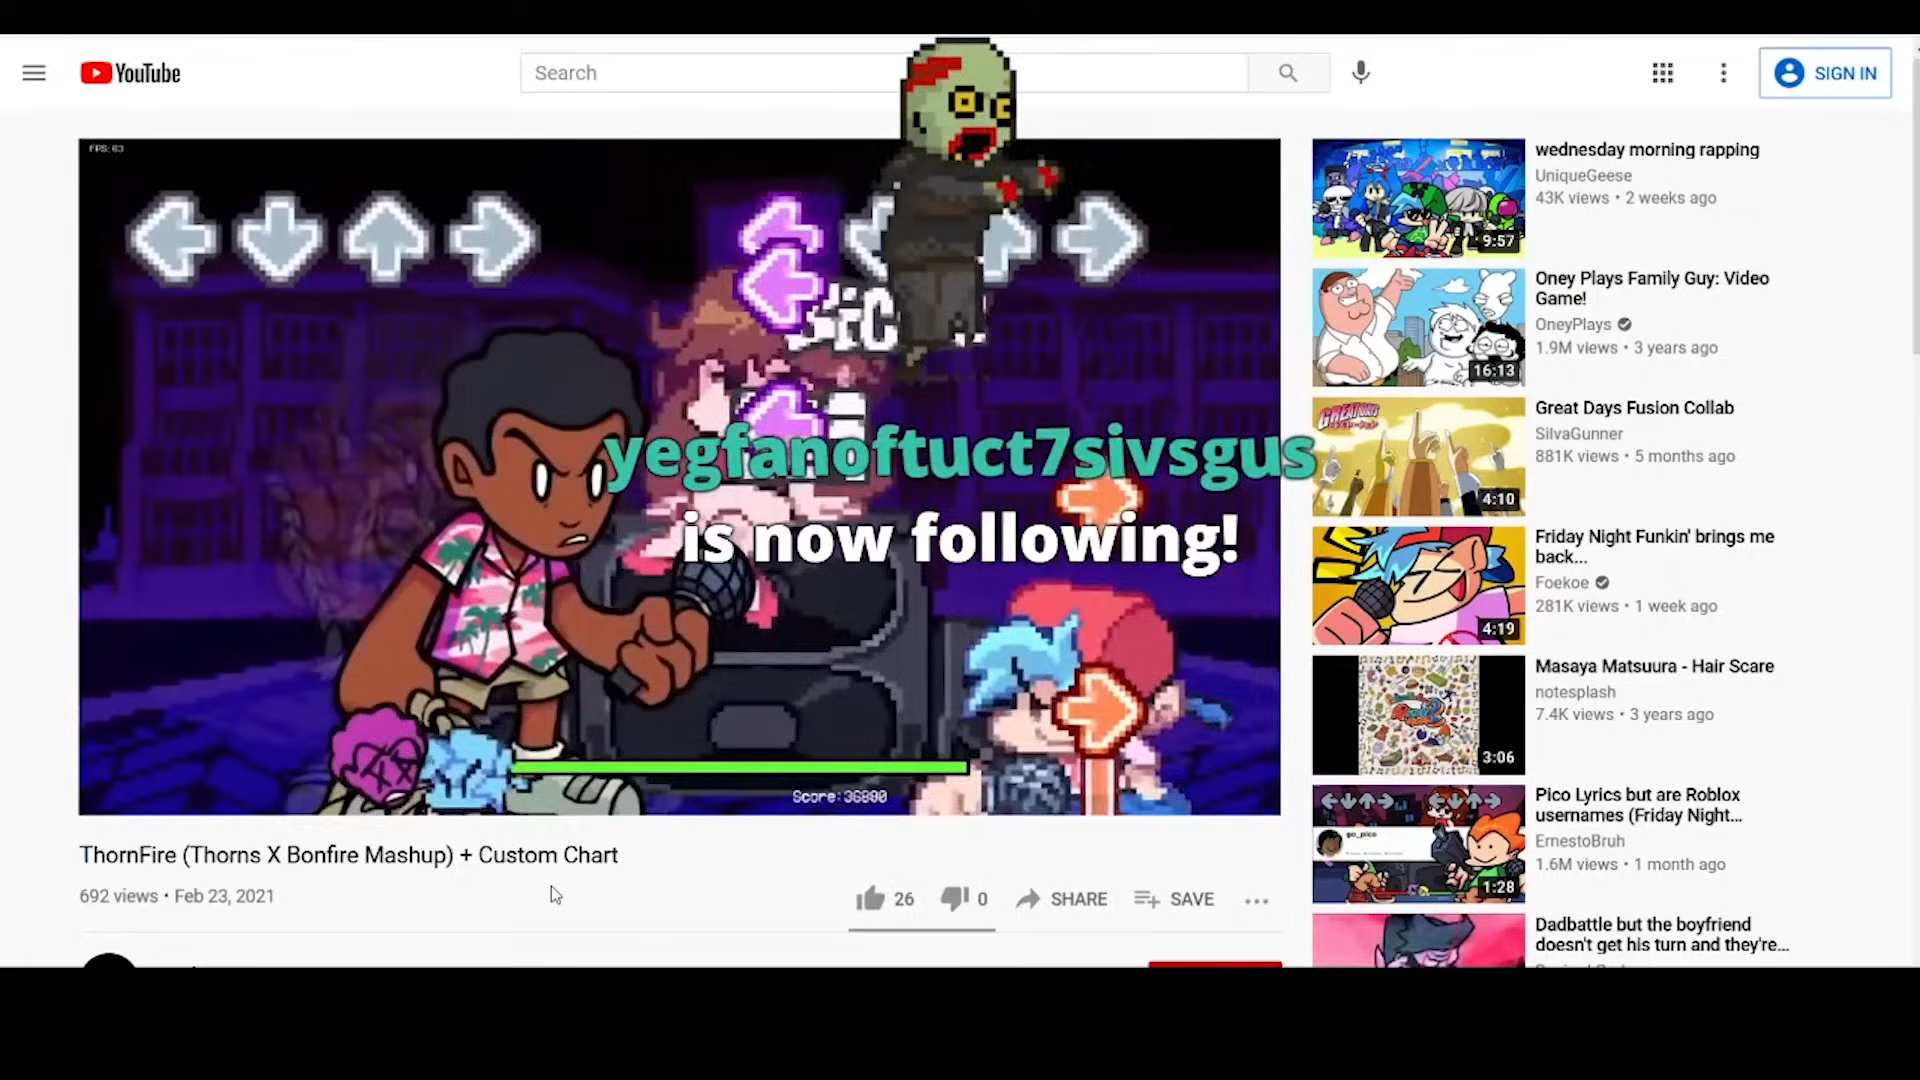 YouTube
Search
SIGN IN
FPS: 63
yegfanoftuct7sivsgus
is now following!
Score:36890
ThornFire (Thorns X Bonfire Mashup) + Custom Chart
692 views • Feb 23, 2021
26
0
SHARE
SAVE
wednesday morning rapping
UniqueGeese
43K views • 2 weeks ago
9:57
Oney Plays Family Guy: Video
Game!
OneyPlays
1.9M views • 3 years ago
16:13
Great Days Fusion Collab
SilvaGunner
881K views • 5 months ago
4:10
Friday Night Funkin' brings me
back...
Foekoe
281K views • 1 week ago
4:19
Masaya Matsuura - Hair Scare
notesplash
7.4K views • 3 years ago
3:06
Pico Lyrics but are Roblox
usernames (Friday Night...
ErnestoBruh
1.6M views • 1 month ago
go_pico
1:28
Dadbattle but the boyfriend
doesn't get his turn and they're...